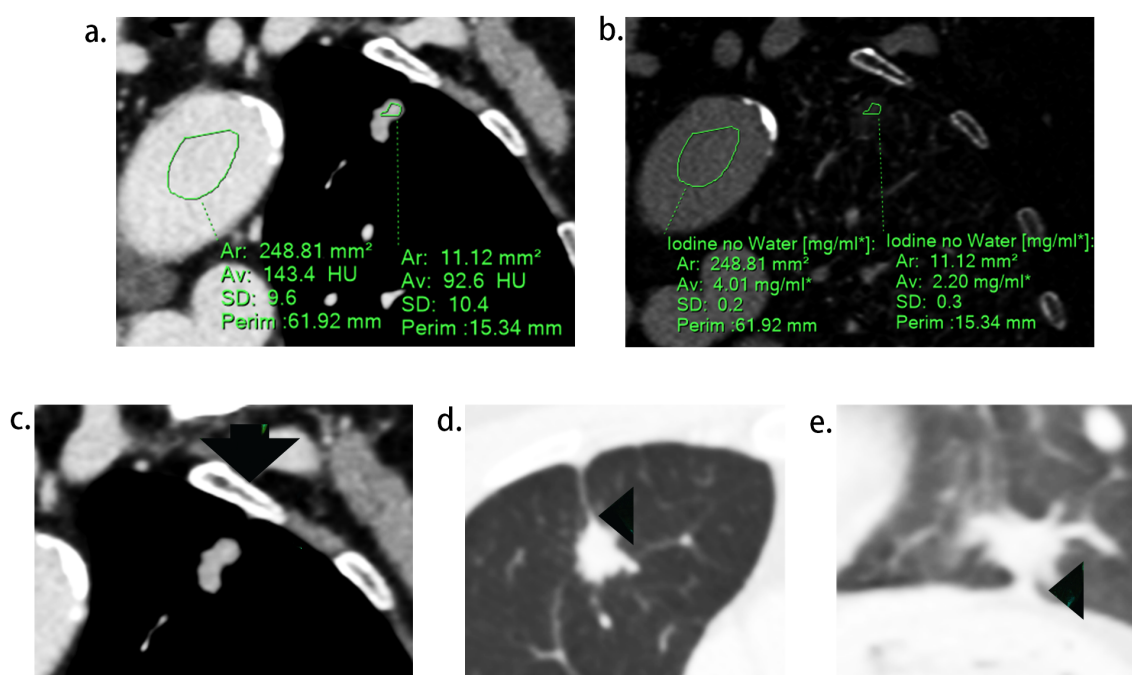 a.
Ar: 248.81 mm²
Av: 143.4 HU
SD: 9.6
Perim :61.92 mm
Ar: 11.12 mm²
Av: 92.6 HU
SD: 10.4
Perim :15.34 mm
b.
Iodine no Water [mg/ml*]:
Ar: 248.81 mm²
Av: 4.01 mg/ml*
SD: 0.2
Perim :61.92 mm
Iodine no Water [mg/ml*]:
Ar: 11.12 mm²
Av: 2.20 mg/ml*
SD: 0.3
Perim :15.34 mm
c.
d.
e.